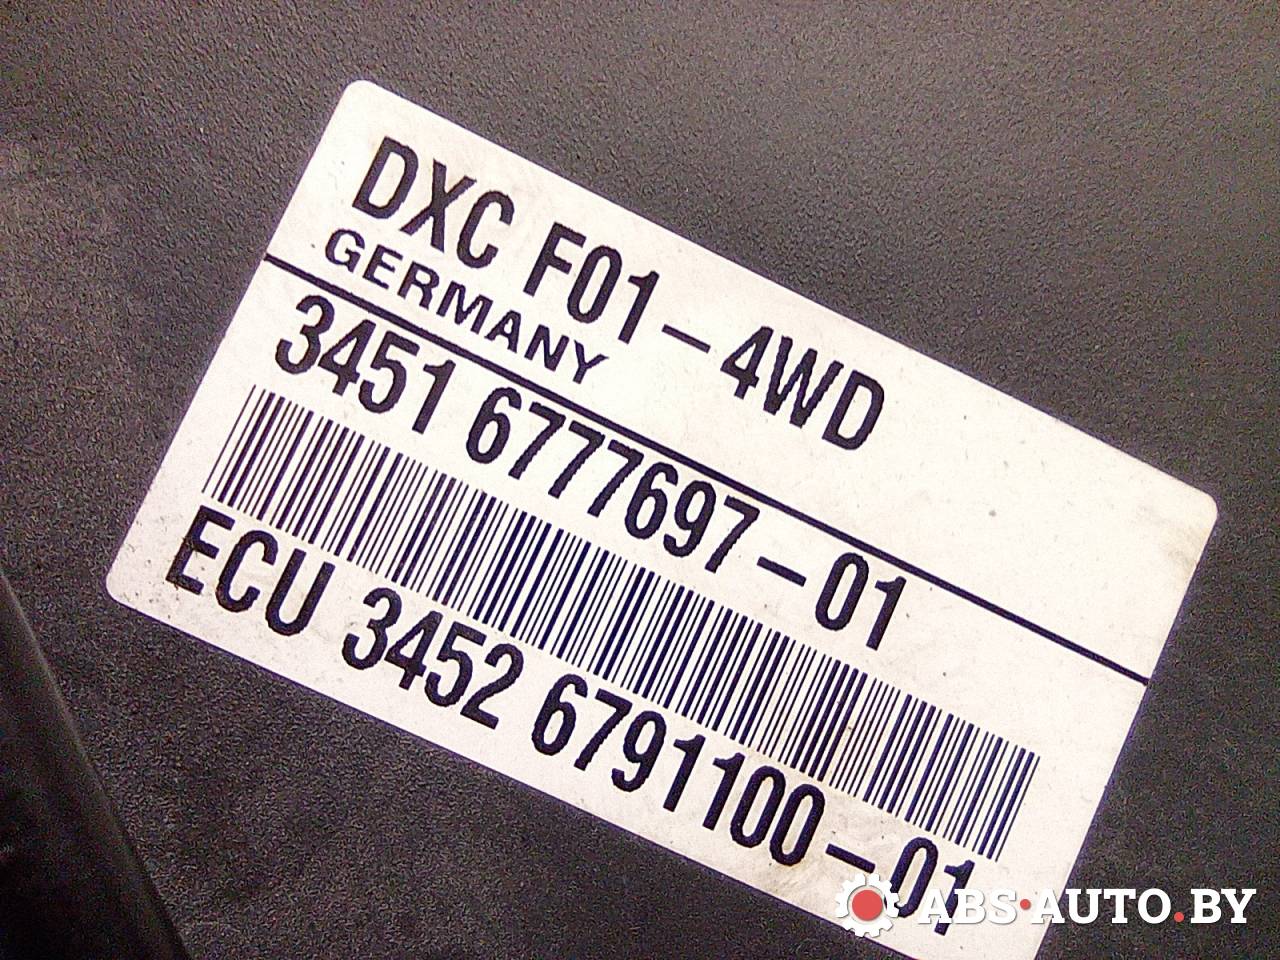 DXC F01-4WD
GERMANY
3451 6777697-01
ECU 3452 6791100-01
ABS·AUTO.BY